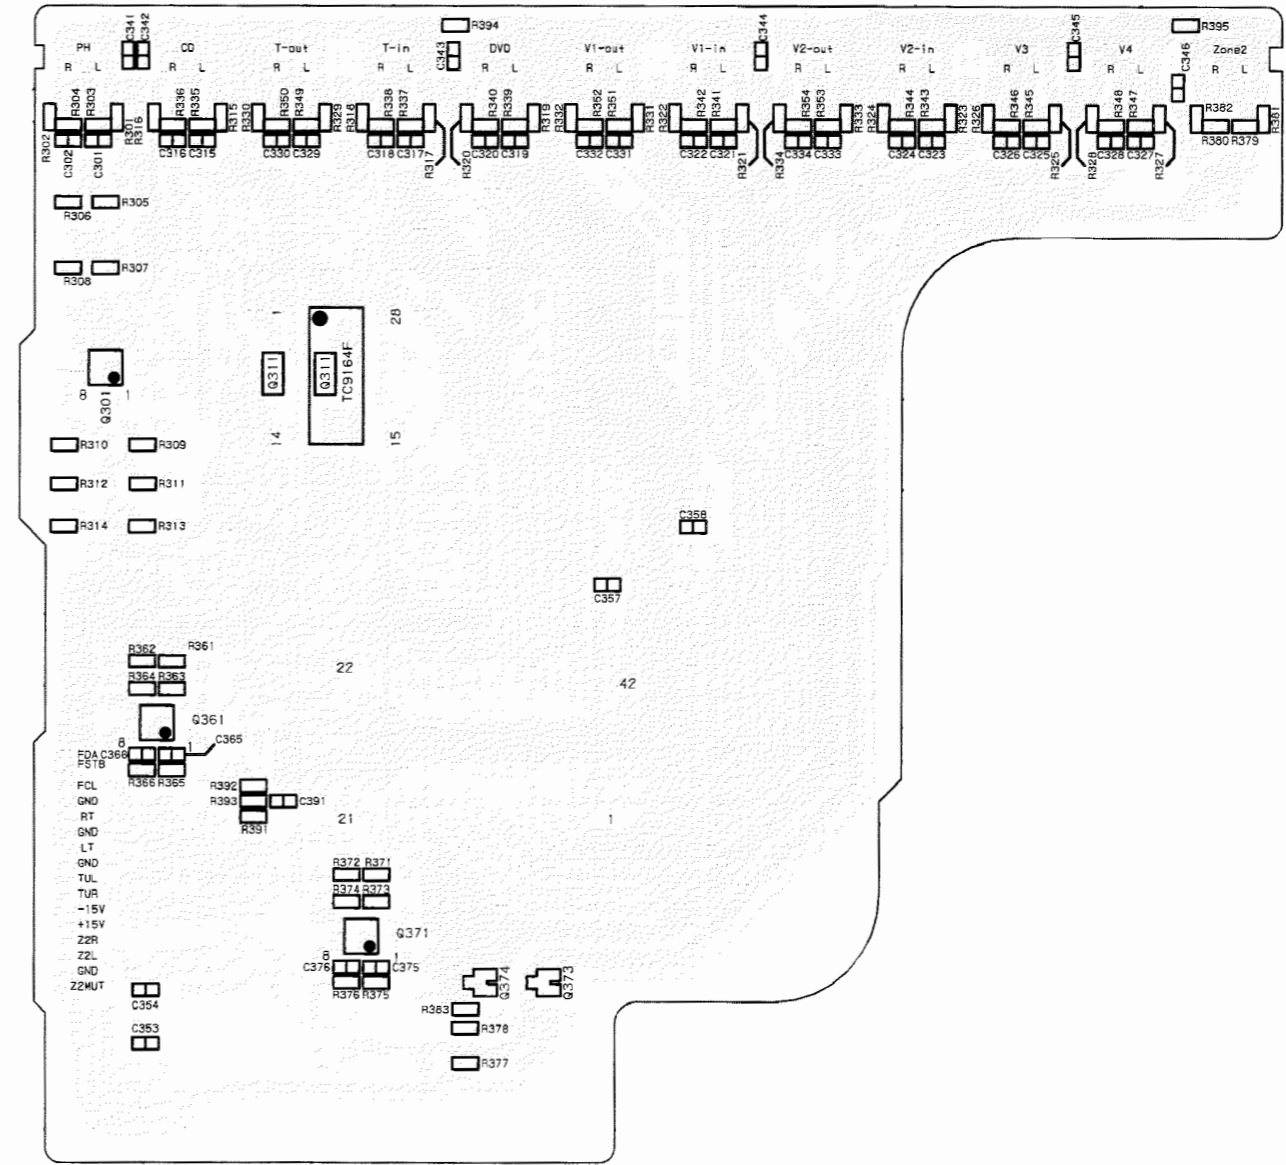 C341
C342
R394
C343
C344
C345
C346
R395
PH
CD
T-out
T-in
DVD
V1-out
V1-in
V2-out
V2-in
V3
V4
Zone2
R L
R L
R L
R L
R L
R L
R L
R L
R L
R L
R L
R L
R302
R304
R303
R301
R316
R336
R335
R315
R330
R350
R349
R329
R318
R338
R337
R317
R320
R340
R339
R319
R332
R352
R351
R331
R322
R342
R341
R321
R334
R354
R353
R333
R324
R344
R343
R323
R326
R346
R345
R325
R328
R348
R347
R327
R382
R381
C302
C301
C316
C315
C330
C329
C318
C317
C320
C319
C332
C331
C322
C321
C334
C333
C324
C323
C326
C325
C328
C327
R380
R379
R306
R305
R308
R307
1
28
Q311
Q311
TC9164F
14
15
8
1
Q301
R310
R309
R312
R311
R314
R313
C358
C357
R362
R361
R364
R363
22
42
Q361
8
1
C365
FDA
C366
FSTB
R366
R365
FCL
R392
GND
R393
C391
RT
R391
21
1
GND
LT
GND
TUL
R372
R371
TUR
R374
R373
-15V
+15V
Q371
Z2R
Z2L
8
1
GND
C376
C375
Z2MUT
R376
R375
Q374
Q373
C354
R383
C353
R378
R377